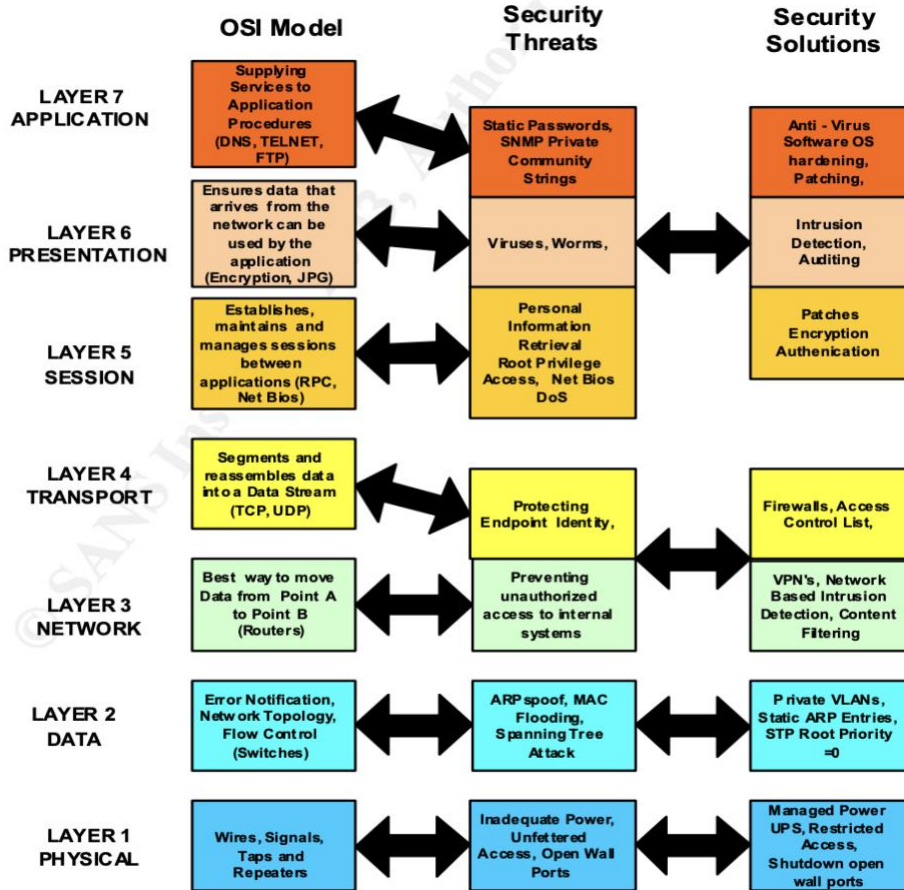 OSI Model
Security
Threats
Security
Solutions
LAYER 7
APPLICATION
Supplying
Services to
Application
Procedures
(DNS, TELNET,
FTP)
Static Passwords,
SNMP Private
Community
Strings
Anti - Virus
Software OS
hardening,
Patching,
LAYER 6
PRESENTATION
Ensures data that
arrives from the
network can be
used by the
application
(Encryption, JPG)
Viruses, Worms,
Intrusion
Detection,
Auditing
LAYER 5
SESSION
Establishes,
maintains and
manages sessions
between
applications (RPC,
Net Bios)
Personal
Information
Retrieval
Root Privilege
Access, Net Bios
DoS
Patches
Encryption
Authenication
LAYER 4
TRANSPORT
Segments and
reassembles data
into a Data Stream
(TCP, UDP)
Protecting
Endpoint Identity,
Firewalls, Access
Control List,
LAYER 3
NETWORK
Best way to move
Data from Point A
to Point B
(Routers)
Preventing
unauthorized
access to internal
systems
VPN's, Network
Based Intrusion
Detection, Content
Filtering
LAYER 2
DATA
Error Notification,
Network Topology,
Flow Control
(Switches)
ARPspoof, MAC
Flooding,
Spanning Tree
Attack
Private VLANs,
Static ARP Entries,
STP Root Priority
=0
LAYER 1
PHYSICAL
Wires, Signals,
Taps and
Repeaters
Inadequate Power,
Unfettered
Access, Open Wall
Ports
Managed Power
UPS, Restricted
Access,
Shutdown open
wall ports
© SANS Ins